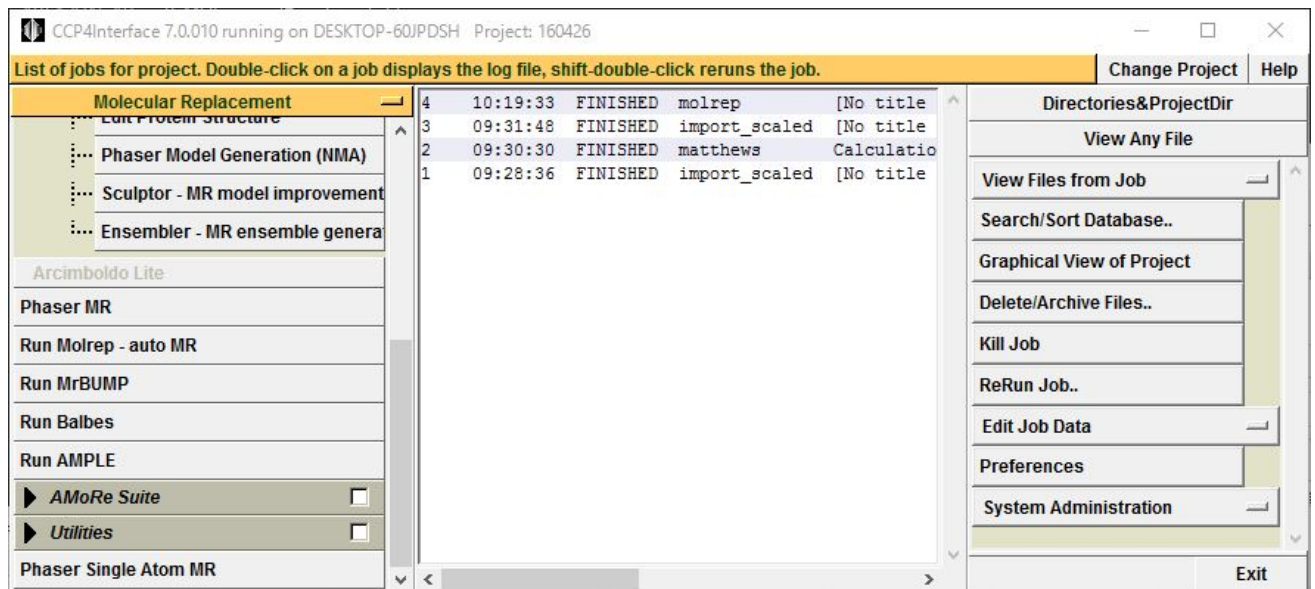 CCP4Interface 7.0.010 running on DESKTOP-60JPDSH Project: 160426
List of jobs for project. Double-click on a job displays the log file, shift-double-click reruns the job.
Change Project
Help
Molecular Replacement
Edit Protein Structure
Phaser Model Generation (NMA)
Sculptor - MR model improvement
Ensembler - MR ensemble genera
Arcimboldo Lite
Phaser MR
Run Molrep - auto MR
Run MrBUMP
Run Balbes
Run AMPLE
AMoRe Suite
Utilities
Phaser Single Atom MR
4 10:19:33 FINISHED molrep [No title
3 09:31:48 FINISHED import_scaled [No title
2 09:30:30 FINISHED matthews Calculatio
1 09:28:36 FINISHED import_scaled [No title
Directories&ProjectDir
View Any File
View Files from Job
Search/Sort Database..
Graphical View of Project
Delete/Archive Files..
Kill Job
ReRun Job..
Edit Job Data
Preferences
System Administration
Exit